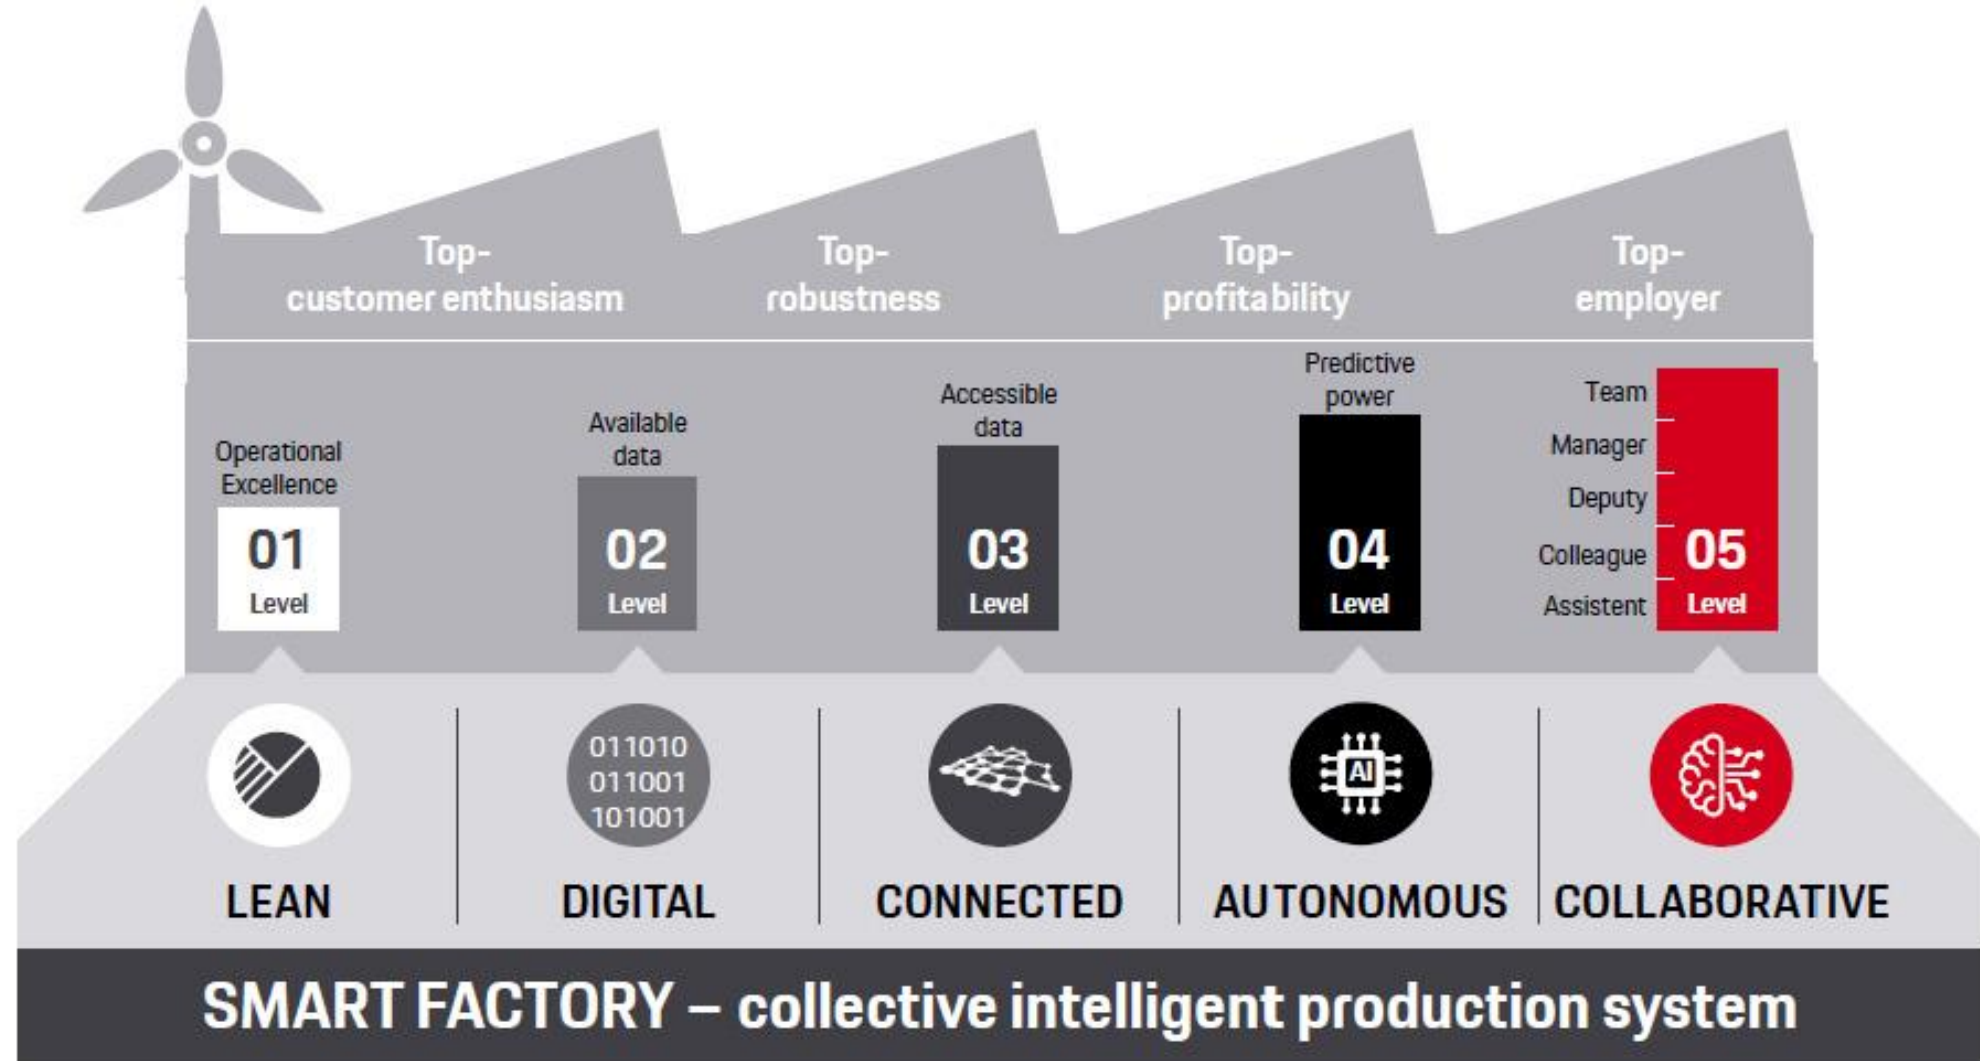 Top-
customer enthusiasm
Top-
robustness
Top-
profitability
Top-
employer
Operational
Excellence
01
Level
Available
data
02
Level
Accessible
data
03
Level
Predictive
power
04
Level
Team
Manager
Deputy
Colleague
Assistent
05
Level
011010
011001
101001
AI
LEAN
DIGITAL
CONNECTED
AUTONOMOUS
COLLABORATIVE
SMART FACTORY – collective intelligent production system